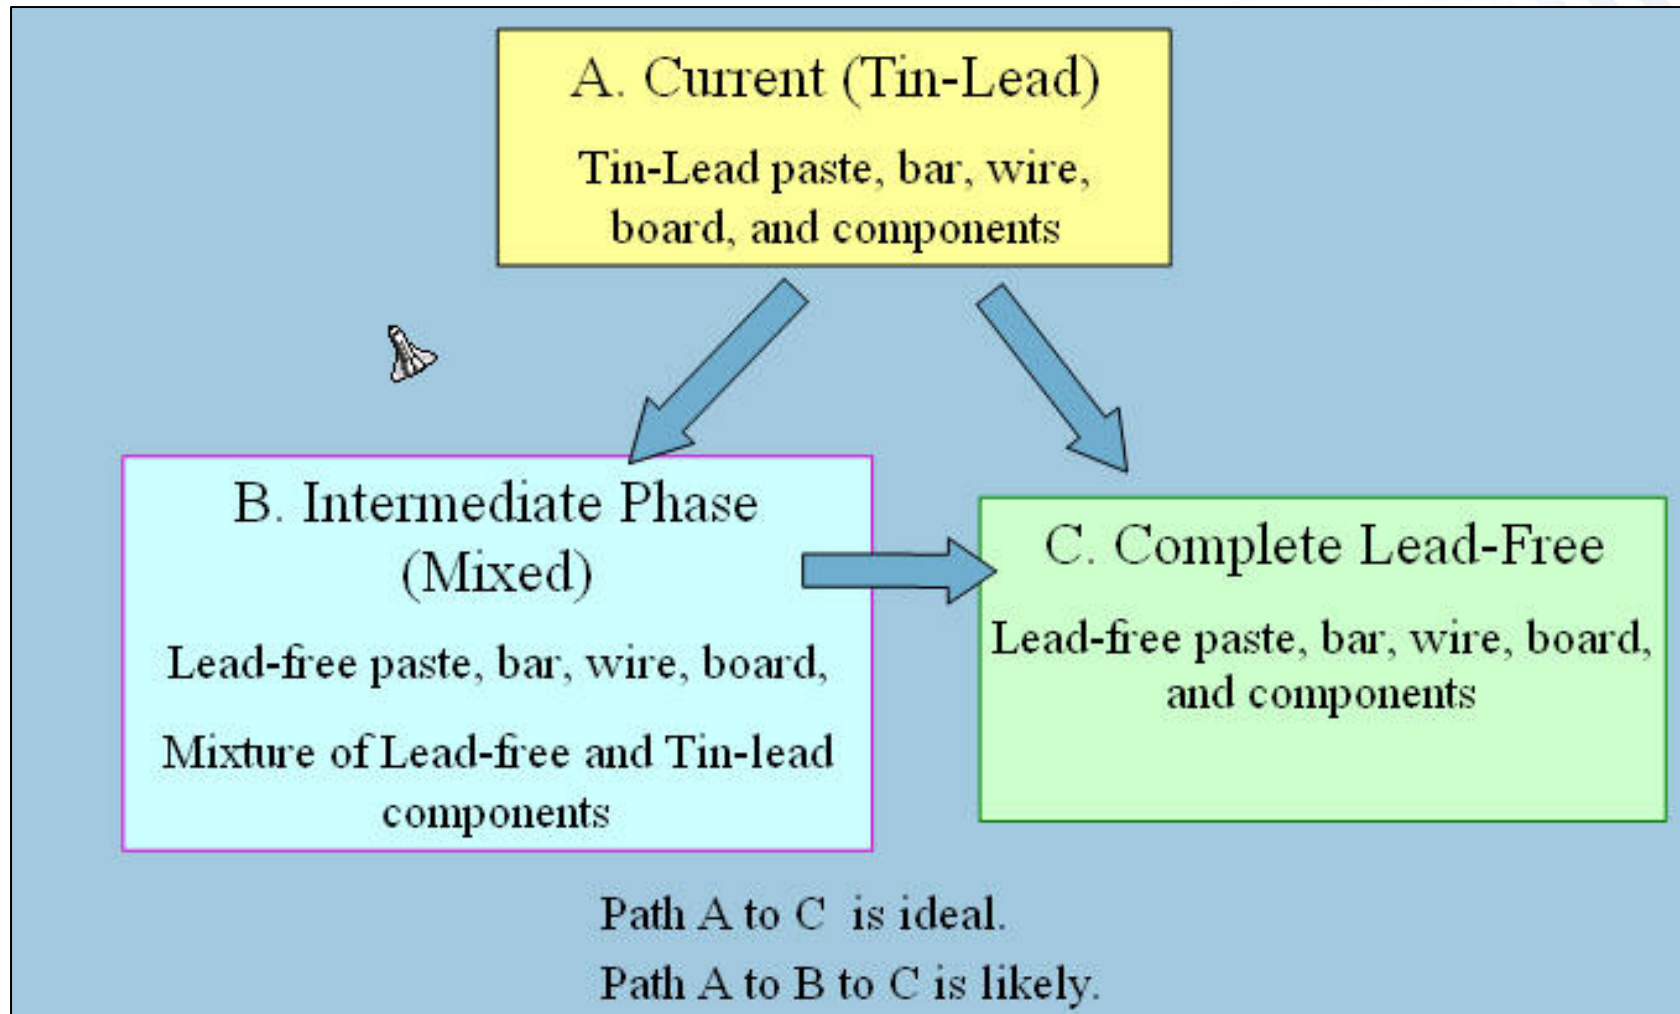 A. Current (Tin-Lead)
Tin-Lead paste, bar, wire,
board, and components
B. Intermediate Phase
(Mixed)
Lead-free paste, bar, wire, board,
Mixture of Lead-free and Tin-lead
components
C. Complete Lead-Free
Lead-free paste, bar, wire, board,
and components
Path A to C is ideal.
Path A to B to C is likely.